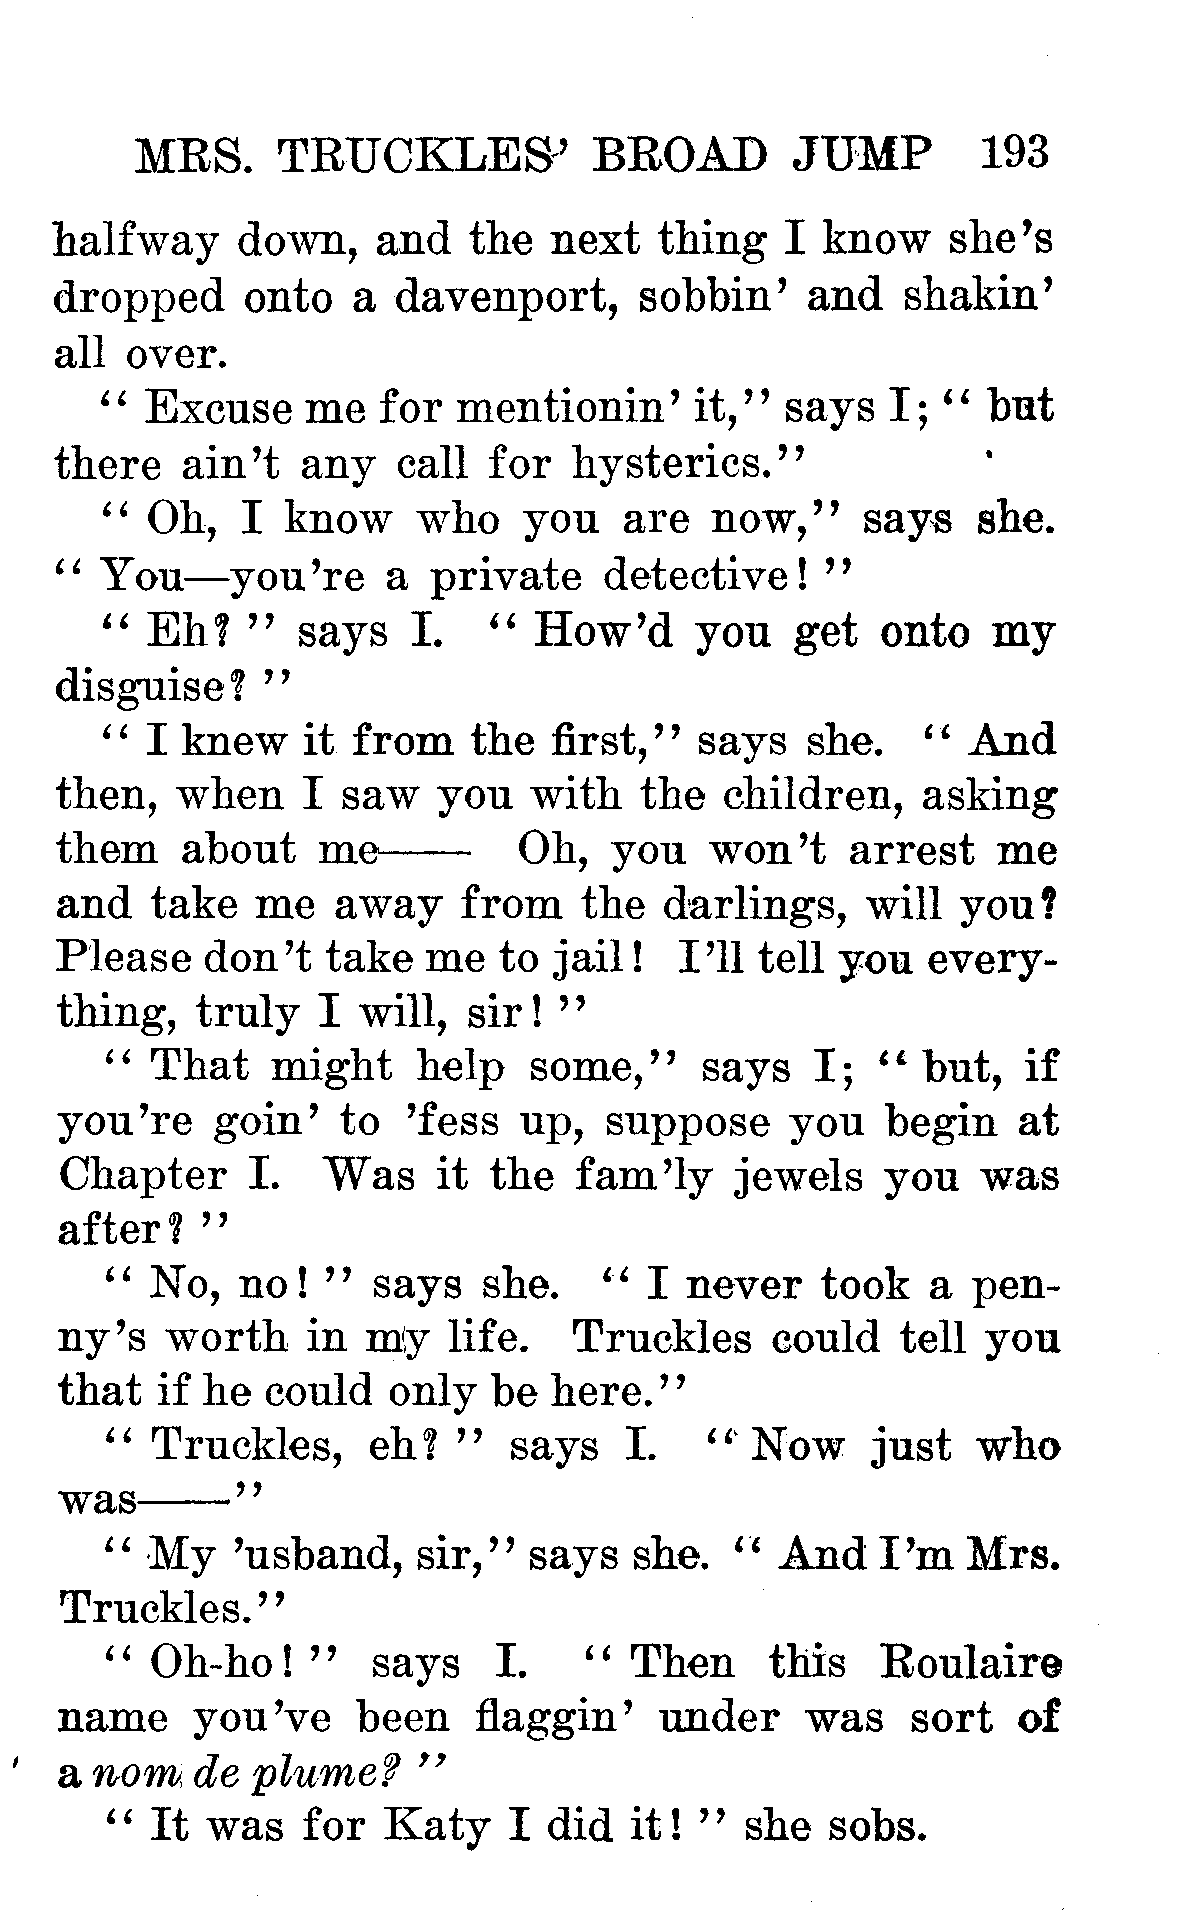 MRS. TRUCKLES' BROAD JUMP 193
halfway down, and the next thing I know she's
dropped onto a davenport, sobbin' and shakin'
all over.
"Excuse me for mentionin' it," says I; "but
there ain't any call for hysterics."
"Oh, I know who you are now," says she.
"You—you're a private detective!"
"Eh?" says I. "How'd you get onto my
disguise?"
"I knew it from the first," says she. "And
then, when I saw you with the children, asking
them about me—— Oh, you won't arrest me
and take me away from the darlings, will you?
Please don't take me to jail! I'll tell you every-
thing, truly I will, sir!"
"That might help some," says I; "but, if
you're goin' to 'fess up, suppose you begin at
Chapter I. Was it the fam'ly jewels you was
after?"
"No, no!" says she. "I never took a pen-
ny's worth in my life. Truckles could tell you
that if he could only be here."
"Truckles, eh?" says I. "Now just who
was——"
"My 'usband, sir," says she. "And I'm Mrs.
Truckles."
"Oh-ho!" says I. "Then this Roulaire
name you've been flaggin' under was sort of
a nom de plume?"
"It was for Katy I did it!" she sobs.